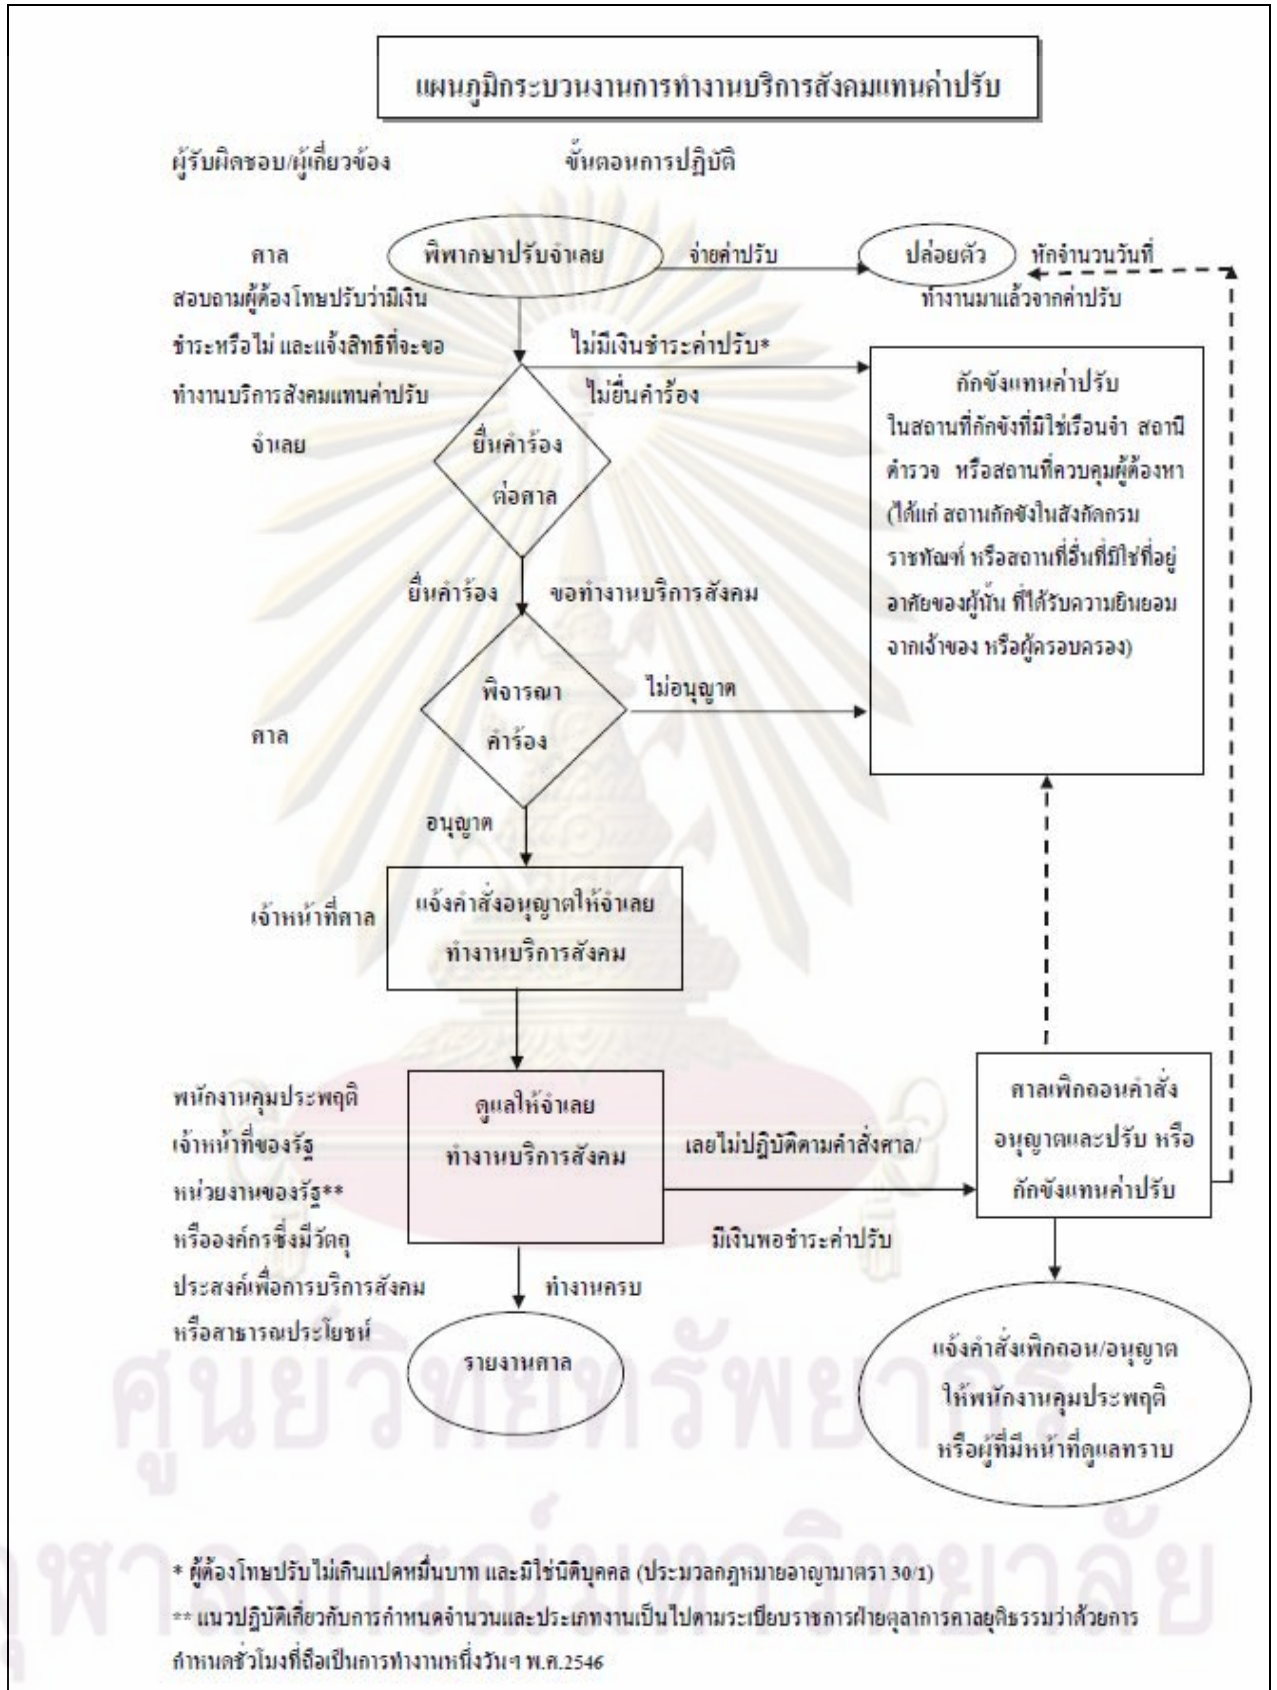 แผนภูมิกระบวนงานการทำงานบริการสังคมแทนค่าปรับ
ผู้รับผิดชอบ/ผู้เกี่ยวข้อง ขั้นตอนการปฏิบัติ
ศาล
สอบถามผู้ต้องโทษปรับว่ามีเงิน
ชำระหรือไม่ และแจ้งสิทธิที่จะขอ
ทำงานบริการสังคมแทนค่าปรับ
จำเลย
พิพากษาปรับจำเลย
จ่ายค่าปรับ
ปล่อยตัว
หักจำนวนวันที่
ทำงานมาแล้วจากค่าปรับ
ไม่มีเงินชำระค่าปรับ*
ไม่ยื่นคำร้อง
ยื่นคำร้อง
ต่อศาล
กักขังแทนค่าปรับ
ในสถานที่กักขังที่มิใช่เรือนจำ สถานี
ตำรวจ หรือสถานที่ควบคุมผู้ต้องหา
(ได้แก่ สถานกักขังในสังกัดกรม
ราชทัณฑ์ หรือสถานที่อื่นที่มิใช่ที่อยู่
อาศัยของผู้นั้น ที่ได้รับความยินยอม
จากเจ้าของ หรือผู้ครอบครอง)
ยื่นคำร้อง ขอทำงานบริการสังคม
ศาล
พิจารณา
คำร้อง
ไม่อนุญาต
อนุญาต
เจ้าหน้าที่ศาล
แจ้งคำสั่งอนุญาตให้จำเลย
ทำงานบริการสังคม
พนักงานคุมประพฤติ
เจ้าหน้าที่ของรัฐ
หน่วยงานของรัฐ**
หรือองค์กรซึ่งมีวัตถุ
ประสงค์เพื่อการบริการสังคม
หรือสาธารณประโยชน์
ดูแลให้จำเลย
ทำงานบริการสังคม
เลยไม่ปฏิบัติตามคำสั่งศาล/
มีเงินพอชำระค่าปรับ
ศาลเพิกถอนคำสั่ง
อนุญาตและปรับ หรือ
กักขังแทนค่าปรับ
ทำงานครบ
รายงานศาล
แจ้งคำสั่งเพิกถอน/อนุญาต
ให้พนักงานคุมประพฤติ
หรือผู้ที่มีหน้าที่ดูแลทราบ
ศูนย์วิทยทรัพยากร
จุฬาลงกรณ์มหาวิทยาลัย
* ผู้ต้องโทษปรับไม่เกินแปดหมื่นบาท และมิใช่นิติบุคคล (ประมวลกฎหมายอาญามาตรา 30/1)
** แนวปฏิบัติเกี่ยวกับการกำหนดจำนวนและประเภทงานเป็นไปตามระเบียบราชการฝ่ายตุลาการศาลยุติธรรมว่าด้วยการ
กำหนดชั่วโมงที่ถือเป็นการทำงานหนึ่งวันฯ พ.ศ.2546